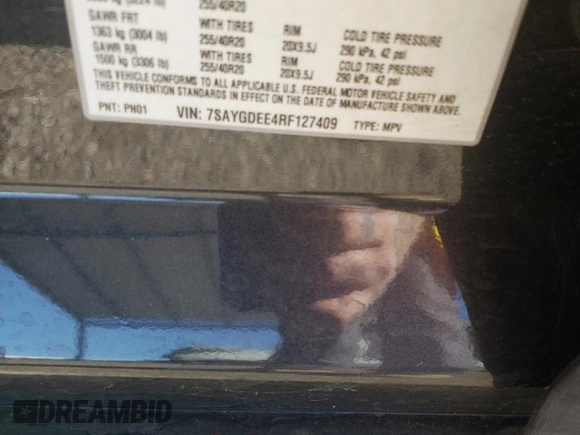 255/40R20
GAWR FRT WITH TIRES RIM COLD TIRE PRESSURE
1363 kg (3004 lb) 255/40R20 20X9.5J 290 kPa, 42 psi
GAWR RR WITH TIRES RIM COLD TIRE PRESSURE
1500 kg (3306 lb) 255/40R20 20X9.5J 290 kPa, 42 psi
THIS VEHICLE CONFORMS TO ALL APPLICABLE U.S. FEDERAL MOTOR VEHICLE SAFETY AND
THEFT PREVENTION STANDARDS IN EFFECT ON THE DATE OF MANUFACTURE SHOWN ABOVE.
PNT: PN01 VIN: 7SAYGDEE4RF127409 TYPE: MPV
DREAMBID